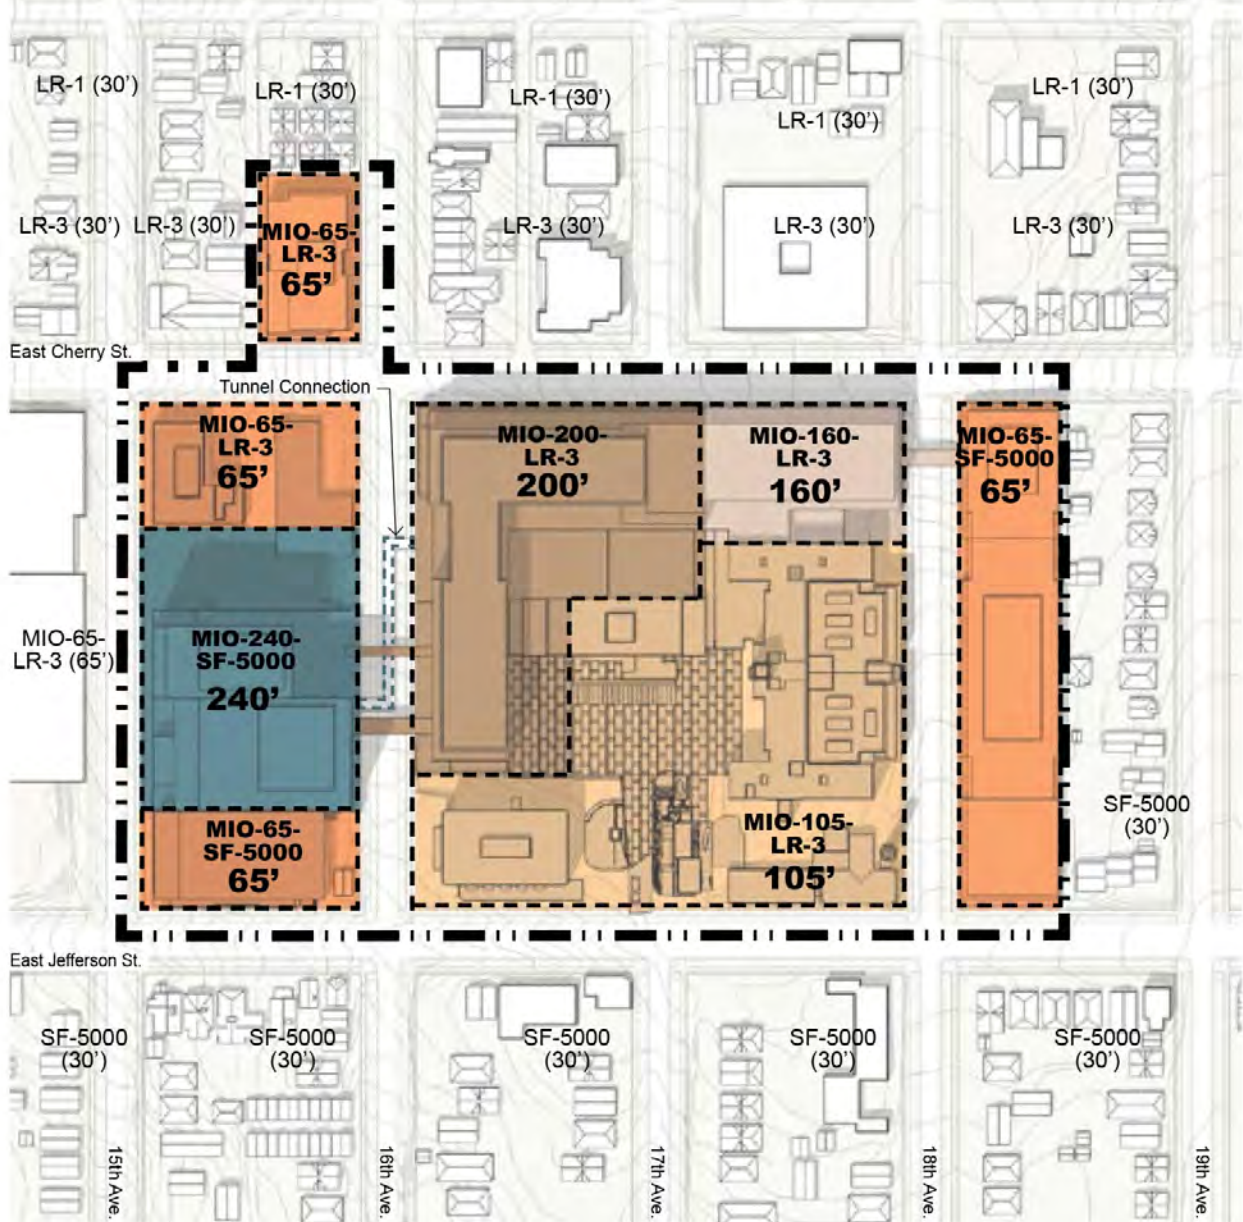 LR-1 (30')
LR-1 (30')
LR-1 (30')
LR-1 (30')
LR-1 (30')
LR-3 (30')
LR-3 (30')
MIO-65-
LR-3
65'
LR-3 (30')
LR-3 (30')
LR-3 (30')
East Cherry St.
Tunnel Connection
MIO-65-
LR-3
65'
MIO-200-
LR-3
200'
MIO-160-
LR-3
160'
MIO-65-
SF-5000
65'
MIO-65-
LR-3 (65')
MIO-240-
SF-5000
240'
MIO-65-
SF-5000
65'
MIO-105-
LR-3
105'
SF-5000
(30')
East Jefferson St.
SF-5000
(30')
SF-5000
(30')
SF-5000
(30')
SF-5000
(30')
SF-5000
(30')
15th Ave.
16th Ave.
17th Ave.
18th Ave.
19th Ave.